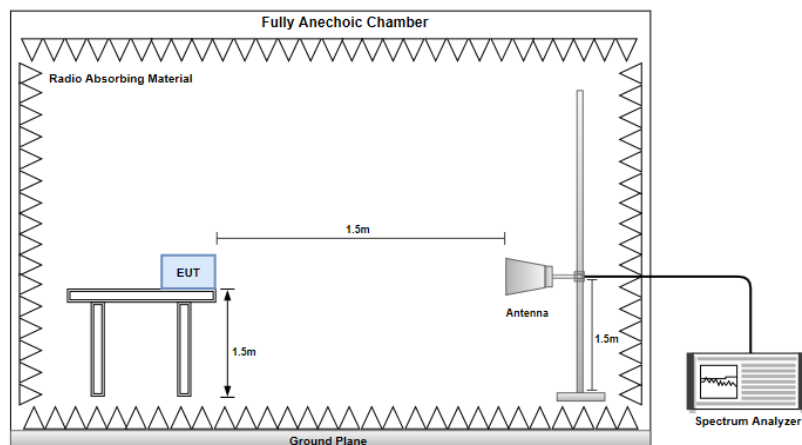 Fully Anechoic Chamber
Radio Absorbing Material
1.5m
EUT
Antenna
1.5m
1.5m
Spectrum Analyzer
Ground Plane